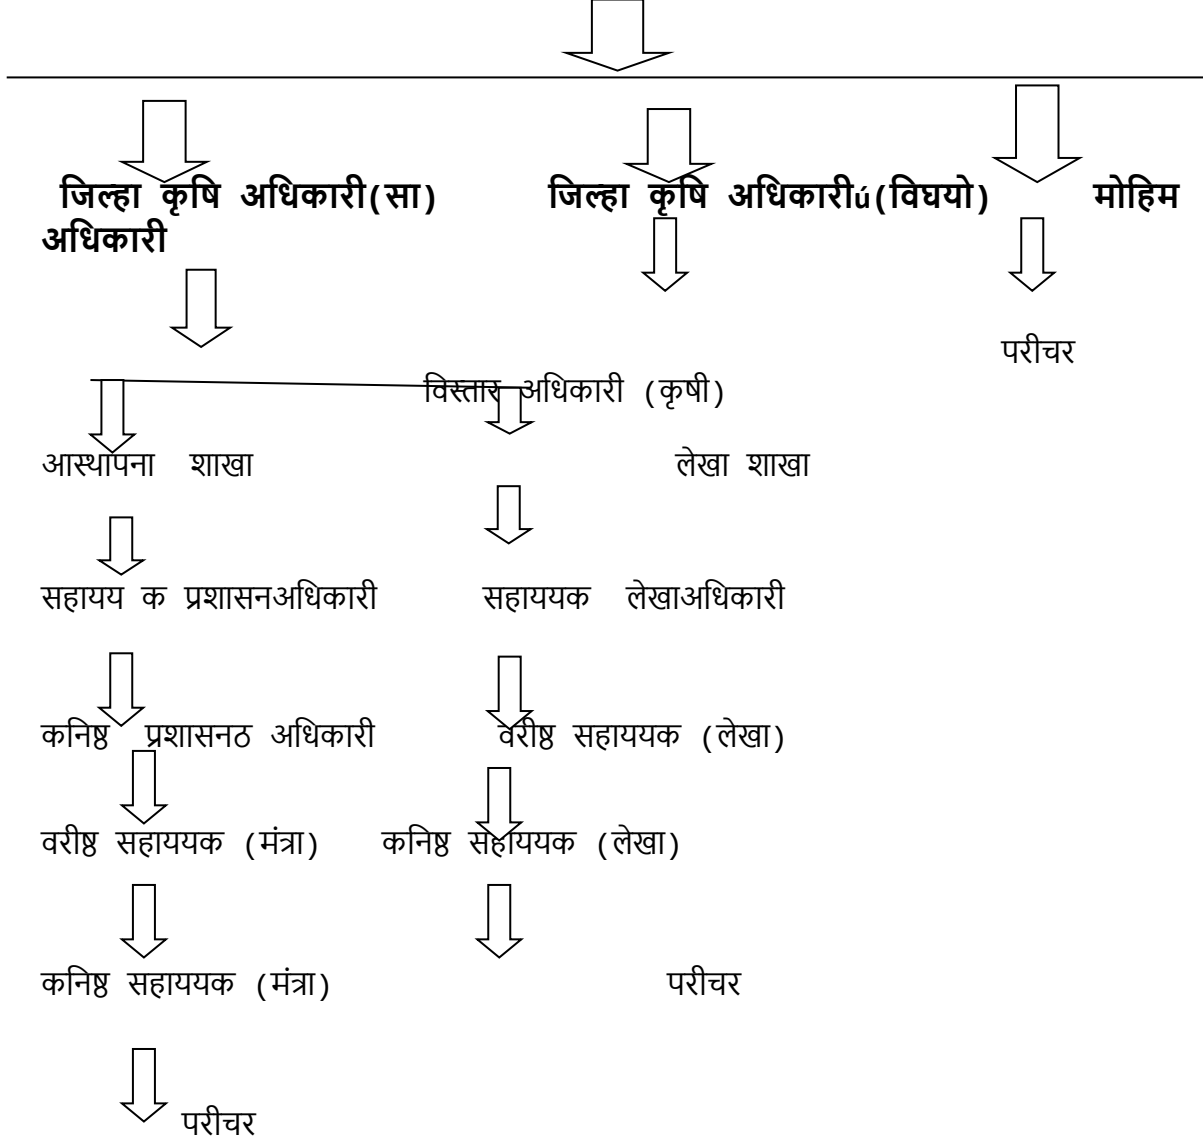 जिल्हा कृषि अधिकारी(सा) जिल्हा कृषि अधिकारीú(विघयो) मोहिम
अधिकारी
परीचर
विस्तार अधिकारी (कृषी)
आस्थापना शाखा लेखा शाखा
सहायय क प्रशासनअधिकारी सहाययक लेखाअधिकारी
कनिष्ठ प्रशासनठ अधिकारी वरीष्ठ सहाययक (लेखा)
वरीष्ठ सहाययक (मंत्रा) कनिष्ठ सहाययक (लेखा)
कनिष्ठ सहाययक (मंत्रा) परीचर
परीचर